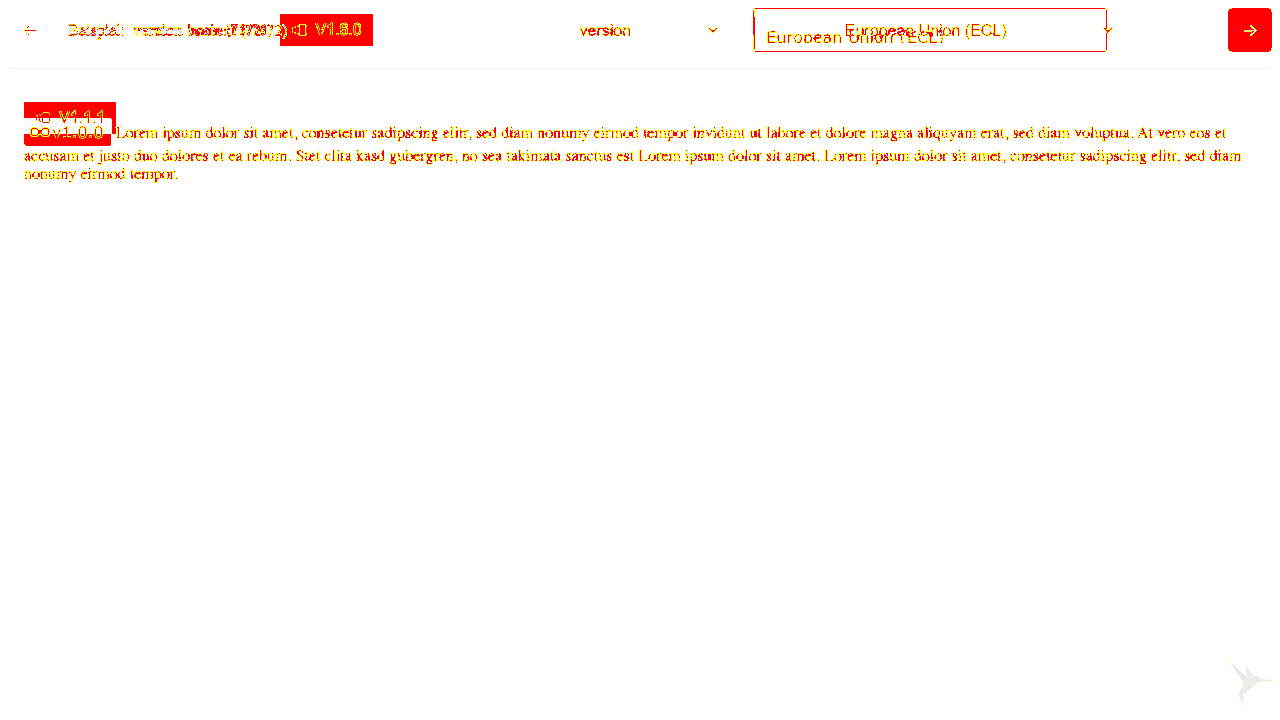 Beispiel: version basic (71/72)
V1.8.0
version
European Union (ECL)
European Union (ECL)
V1.1.1
v1.0.0 Lorem ipsum dolor sit amet, consetetur sadipscing elitr, sed diam nonumy eirmod tempor invidunt ut labore et dolore magna aliquyam erat, sed diam voluptua. At vero eos et
accusam et justo duo dolores et ea rebum. Stet clita kasd gubergren, no sea takimata sanctus est Lorem ipsum dolor sit amet. Lorem ipsum dolor sit amet, consetetur sadipscing elitr, sed diam
nonumy eirmod tempor.